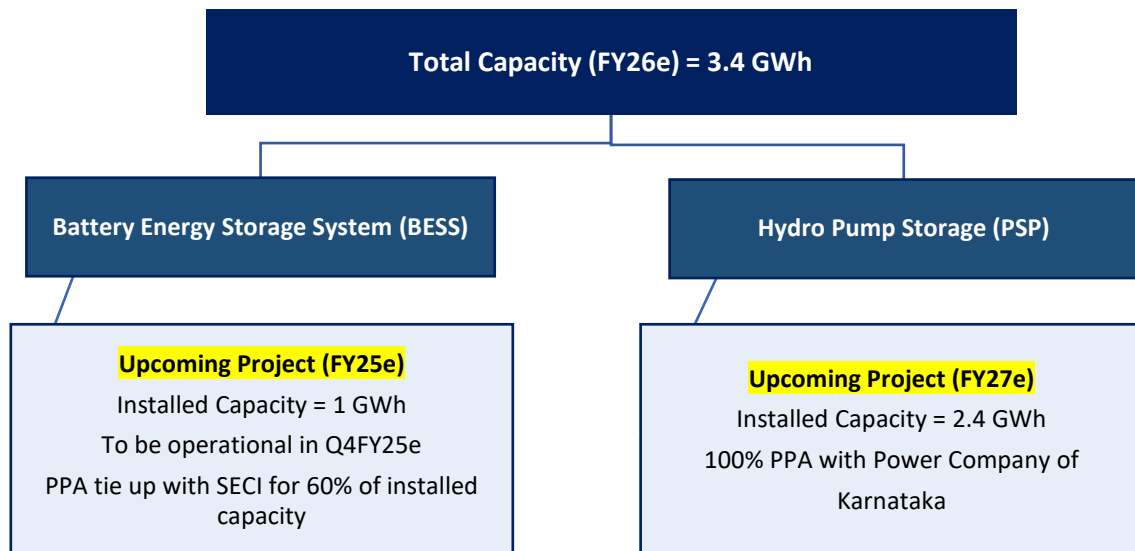 Total Capacity (FY26e) = 3.4 GWh
Battery Energy Storage System (BESS)
Hydro Pump Storage (PSP)
Upcoming Project (FY25e)
Installed Capacity = 1 GWh
To be operational in Q4FY25e
PPA tie up with SECI for 60% of installed
capacity
Upcoming Project (FY27e)
Installed Capacity = 2.4 GWh
100% PPA with Power Company of
Karnataka